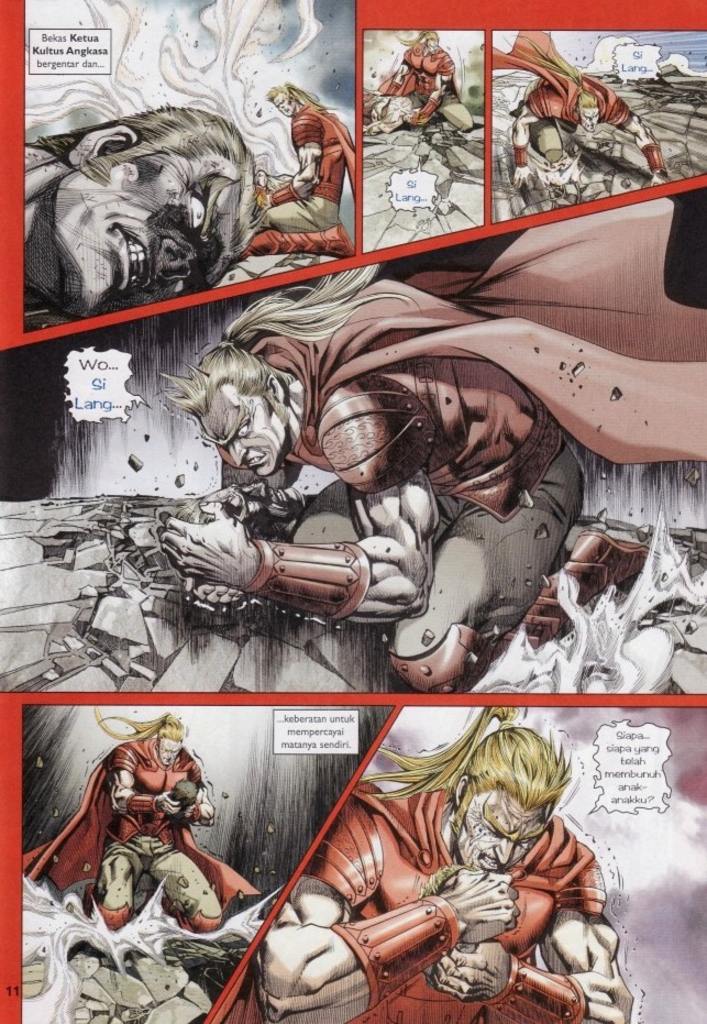 Bekas Ketua
Kultus Angkasa
bergentar dan...
Si
Lang...
Si
Lang...
Wo...
Si
Lang...
...keberatan untuk
mempercayai
matanya sendiri.
Siapa...
siapa yang
telah
membunuh
anak-
anakku?
11